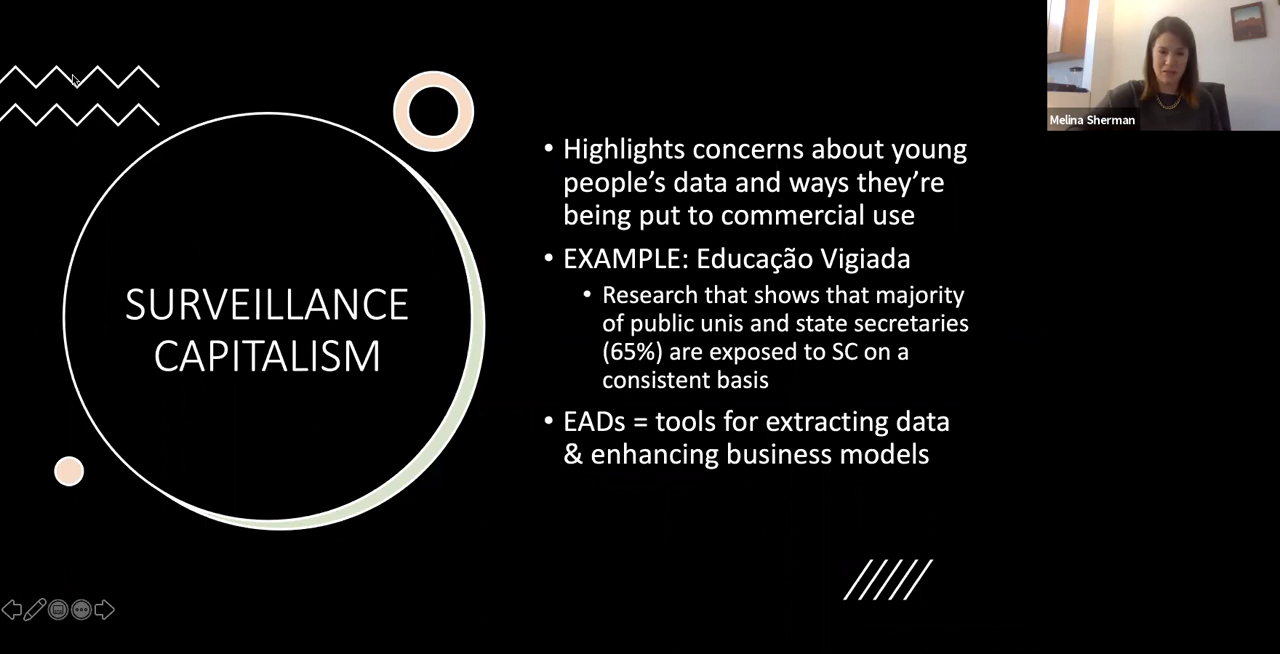 Melina Sherman
SURVEILLANCE
CAPITALISM
• Highlights concerns about young
people’s data and ways they’re
being put to commercial use
• EXAMPLE: Educação Vigiada
• Research that shows that majority
of public unis and state secretaries
(65%) are exposed to SC on a
consistent basis
• EADs = tools for extracting data
& enhancing business models